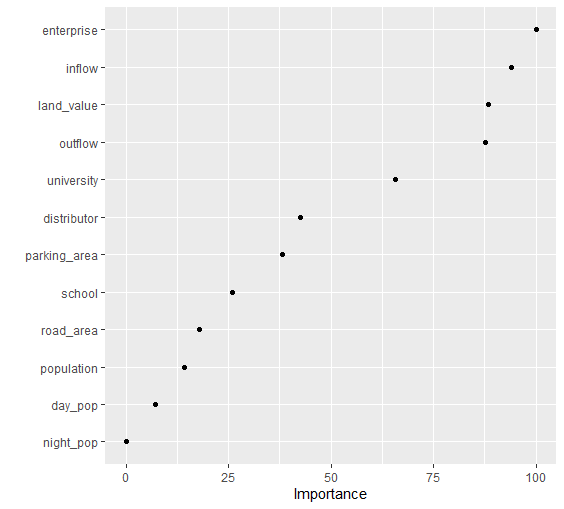 enterprise
inflow
land_value
outflow
university
distributor
parking_area
school
road_area
population
day_pop
night_pop
0 25 50 75 100
Importance